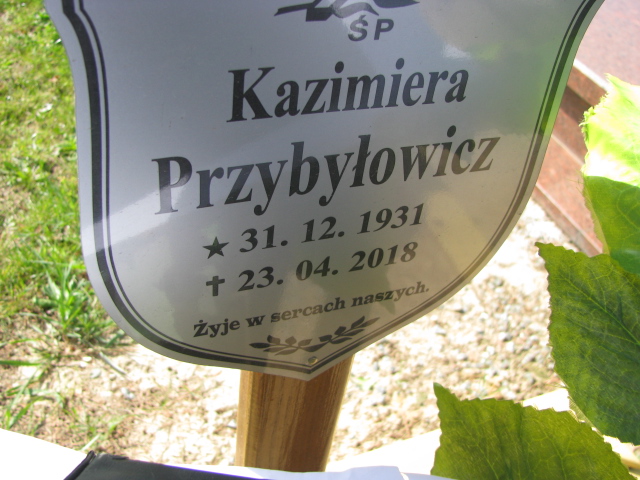 ŚP
Kazimiera
Przybyłowicz
★ 31. 12. 1931
✝ 23. 04. 2018
Żyje w sercach naszych.